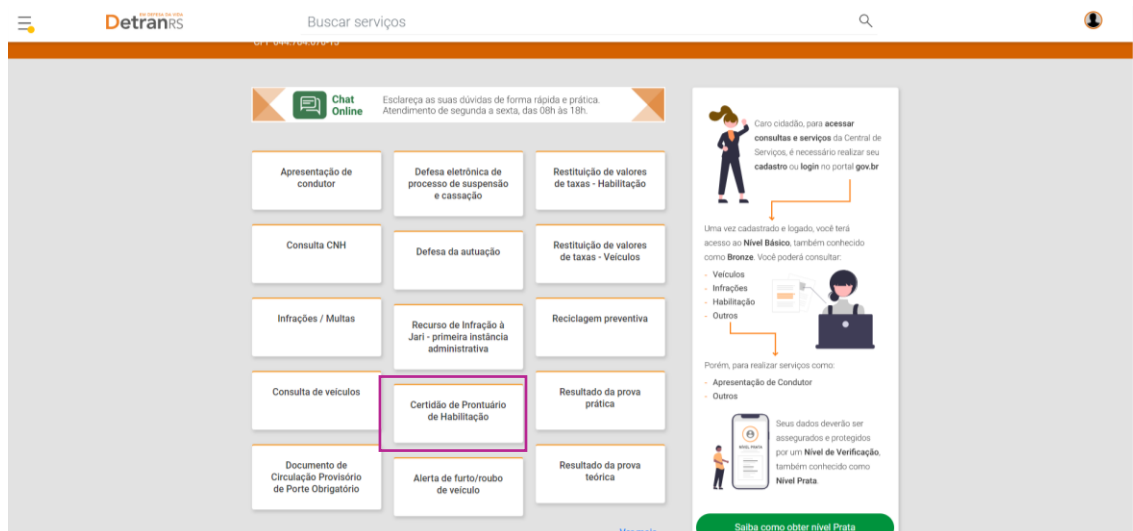 EM DEFESA DA VIDA
DetranRS
Buscar serviços
Chat
Online
Esclareça as suas dúvidas de forma rápida e prática.
Atendimento de segunda a sexta, das 08h às 18h.
Apresentação de
condutor
Defesa eletrônica de
processo de suspensão
e cassação
Restituição de valores
de taxas - Habilitação
Consulta CNH
Defesa da autuação
Restituição de valores
de taxas - Veículos
Infrações / Multas
Recurso de Infração à
Jari - primeira instância
administrativa
Reciclagem preventiva
Consulta de veículos
Certidão de Prontuário
de Habilitação
Resultado da prova
prática
Documento de
Circulação Provisório
de Porte Obrigatório
Alerta de furto/roubo
de veículo
Resultado da prova
teórica
Ver mais
Caro cidadão, para acessar
consultas e serviços da Central de
Serviços, é necessário realizar seu
cadastro ou login no portal gov.br
Uma vez cadastrado e logado, você terá
acesso ao Nível Básico, também conhecido
como Bronze. Você poderá consultar:
- Veículos
- Infrações
- Habilitação
- Outros
Porém, para realizar serviços como:
- Apresentação de Condutor
- Outros
NÍVEL PRATA
Seus dados deverão ser
assegurados e protegidos
por um Nível de Verificação,
também conhecido como
Nível Prata.
Saiba como obter nível Prata